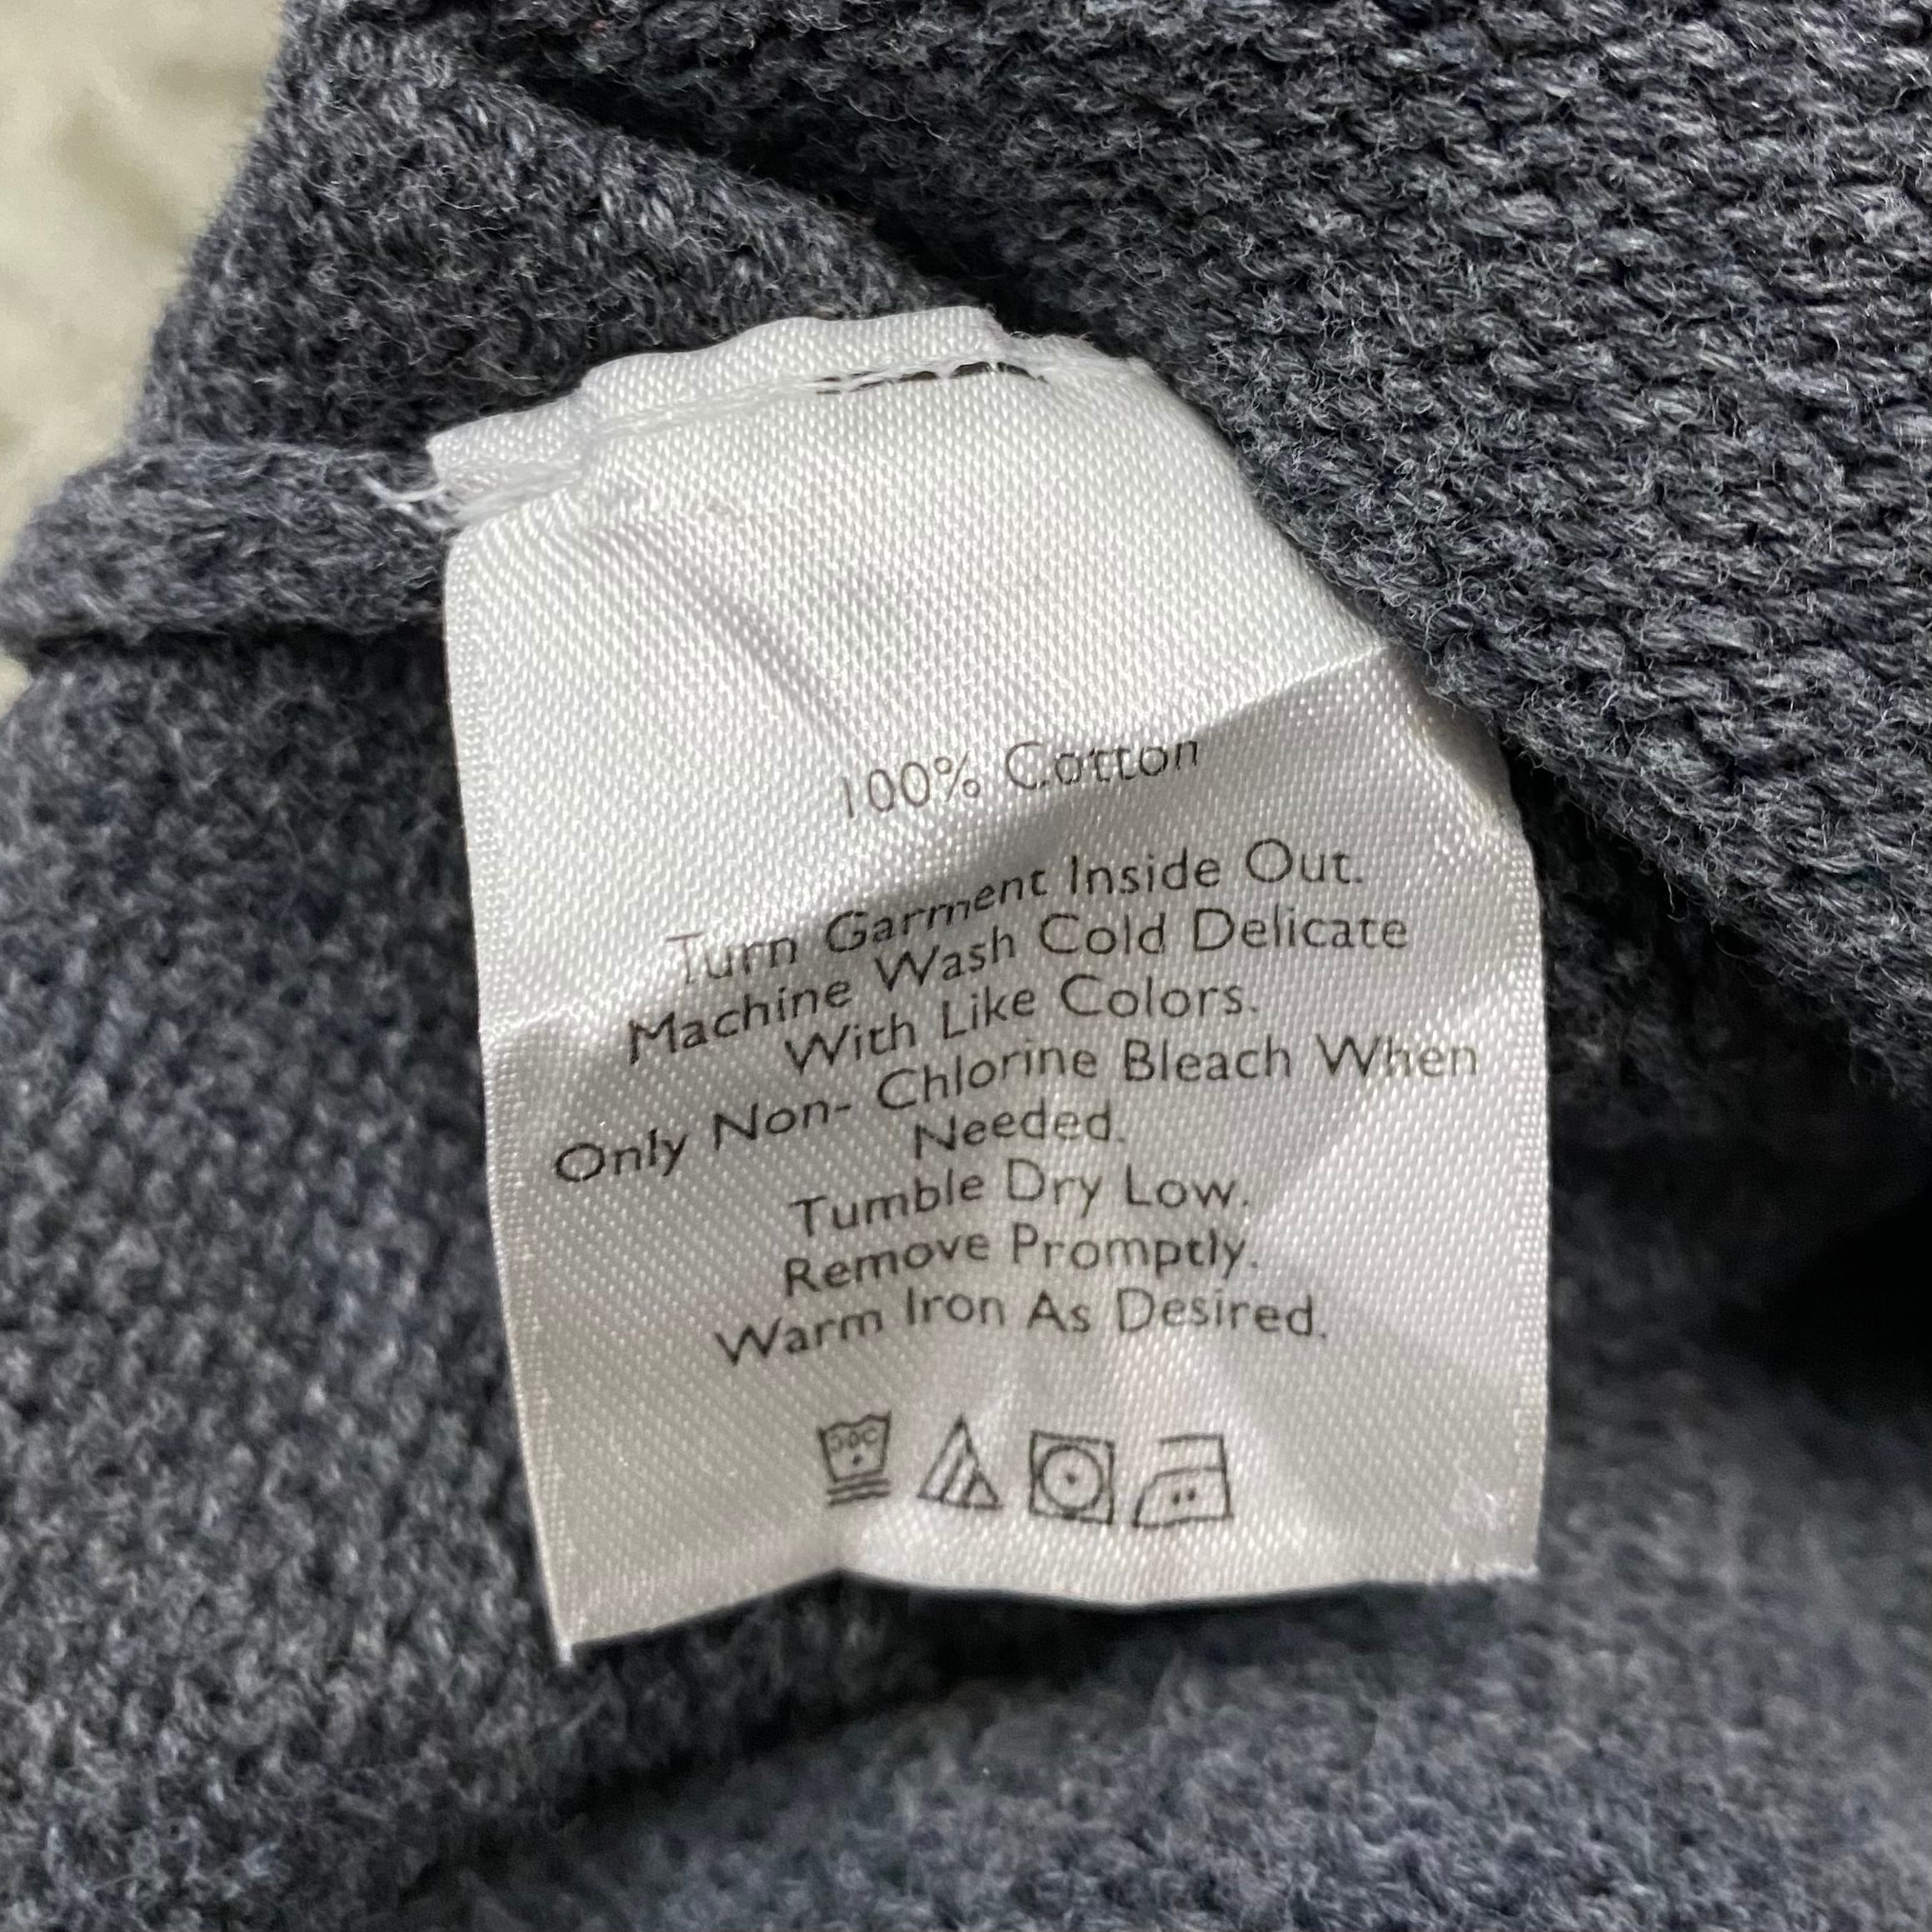 100% Cotton
Turn Garment Inside Out.
Machine Wash Cold Delicate
With Like Colors.
Only Non- Chlorine Bleach When
Needed.
Tumble Dry Low.
Remove Promptly.
Warm Iron As Desired.
30C